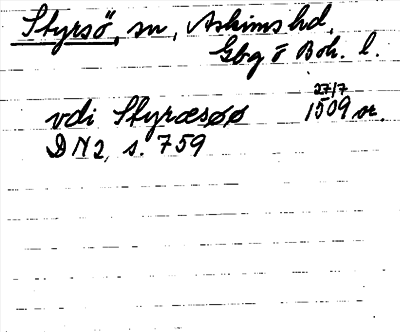 Styrsö, sn, Askims hd,
Gbg o Boh. l.
27/7
vdi Styræsøø 1509 or.
DN 2, s. 759